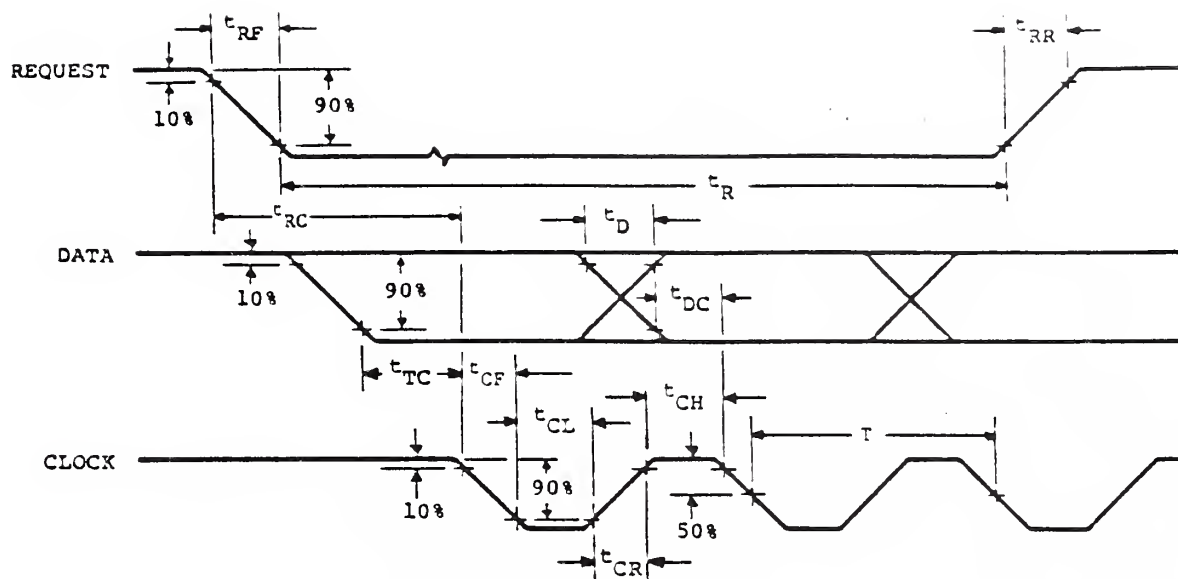 t_RF
t_RR
REQUEST
10%
90%
t_R
t_RC
t_D
DATA
10%
90%
t_DC
t_TC
t_CF
t_CH
t_CL
T
CLOCK
10%
90%
50%
t_CR